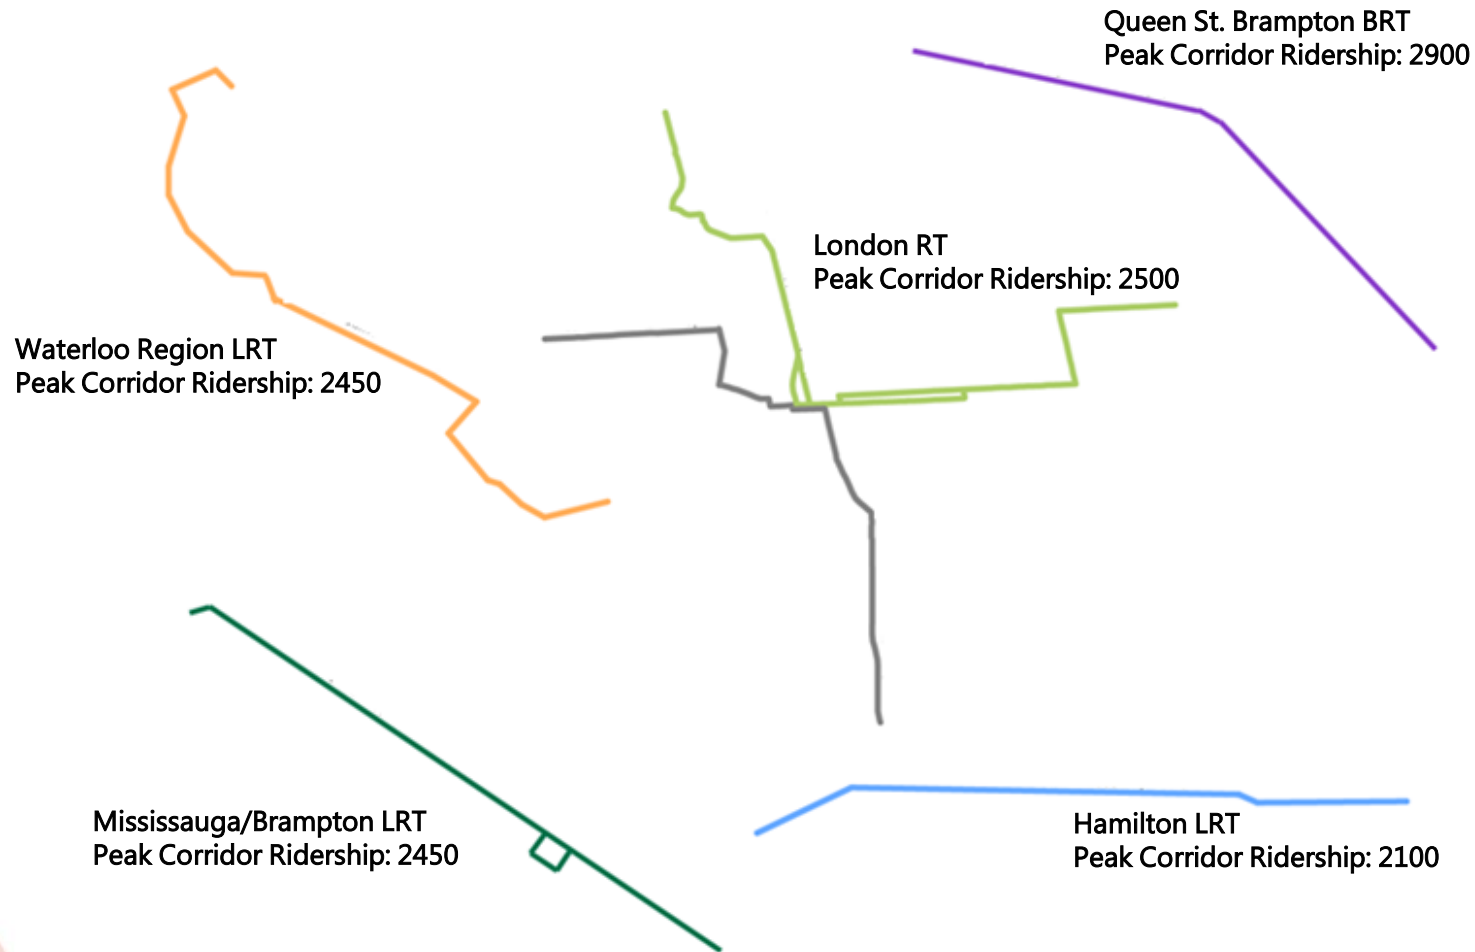 Queen St. Brampton BRT
Peak Corridor Ridership: 2900
London RT
Peak Corridor Ridership: 2500
Waterloo Region LRT
Peak Corridor Ridership: 2450
Mississauga/Brampton LRT
Peak Corridor Ridership: 2450
Hamilton LRT
Peak Corridor Ridership: 2100